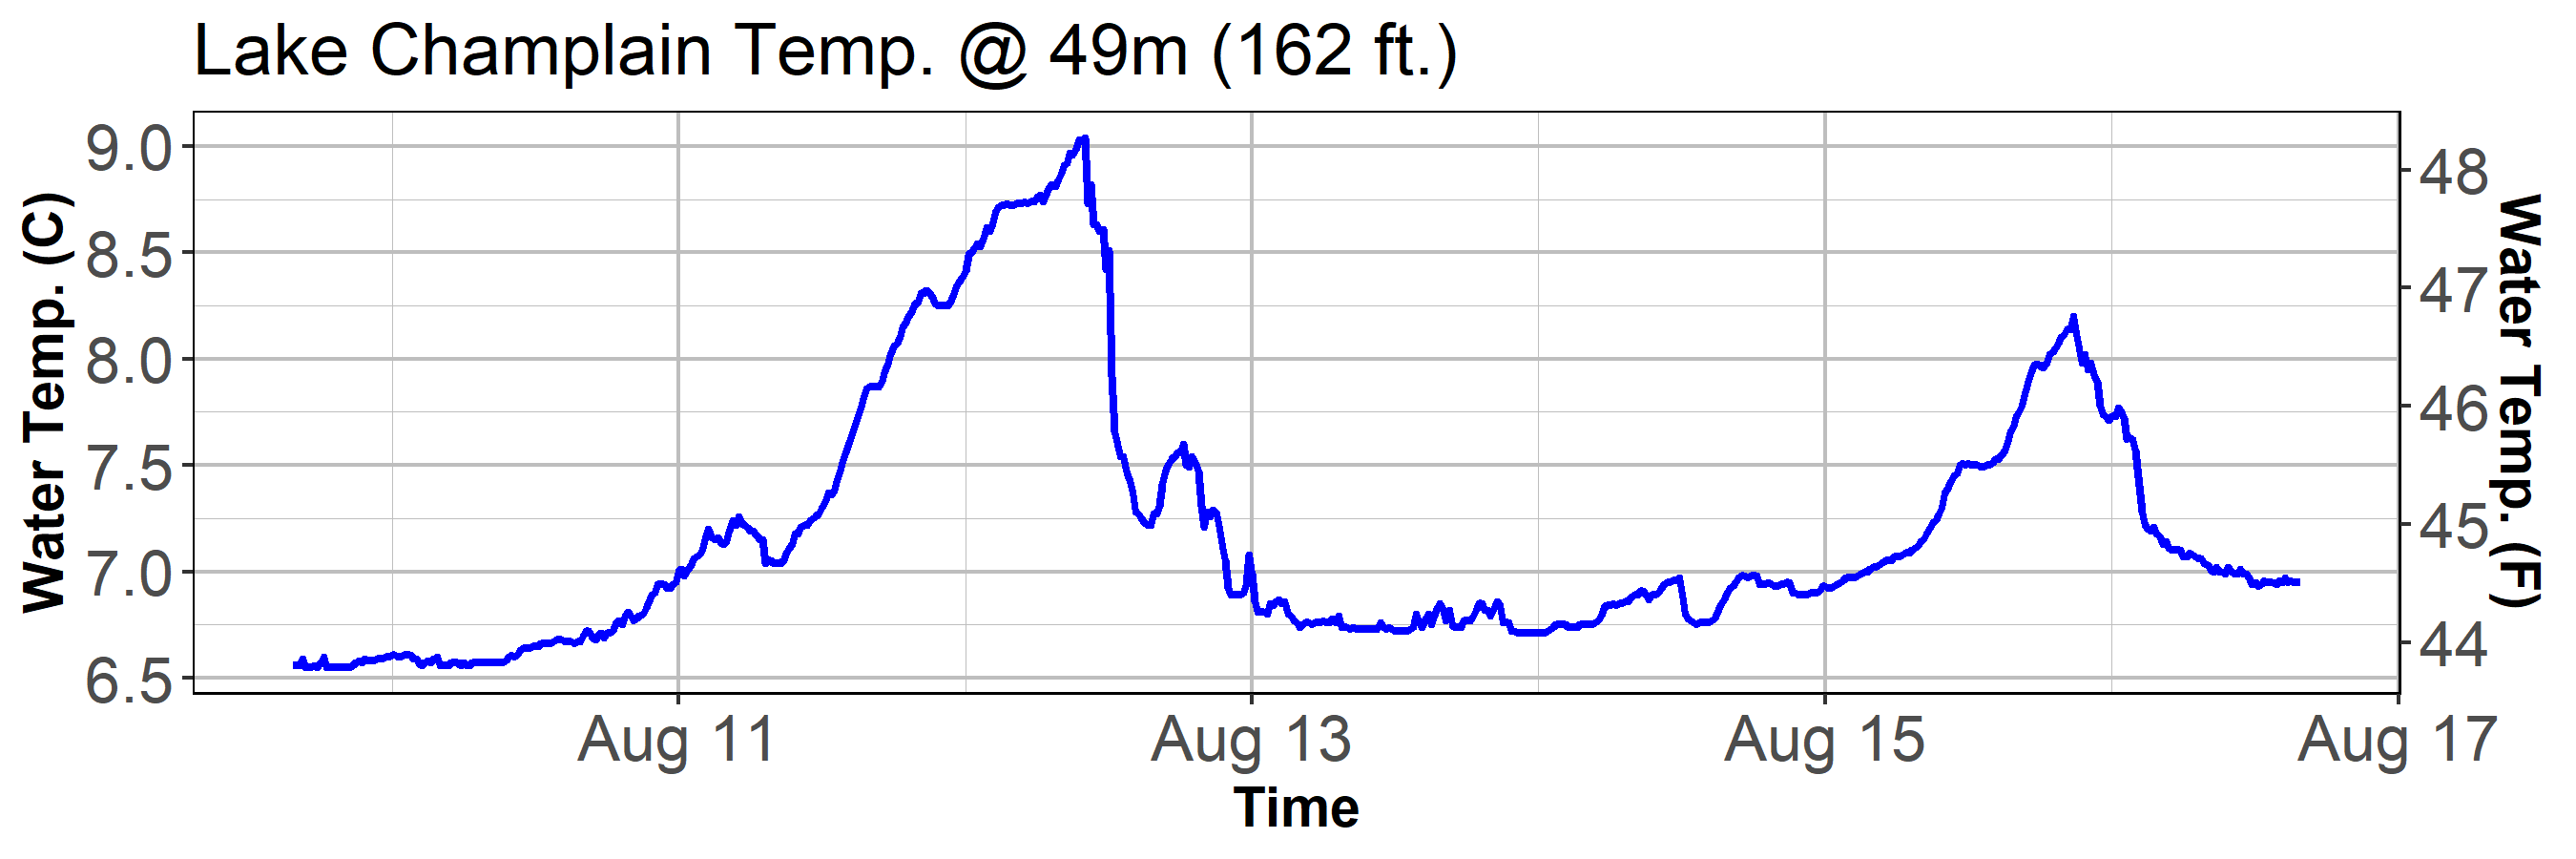 Lake Champlain Temp. @ 49m (162 ft.)
Water Temp. (C)
9.0
8.5
8.0
7.5
7.0
6.5
48
47
46
45
44
Water Temp. (F)
Aug 11
Aug 13
Aug 15
Aug 17
Time